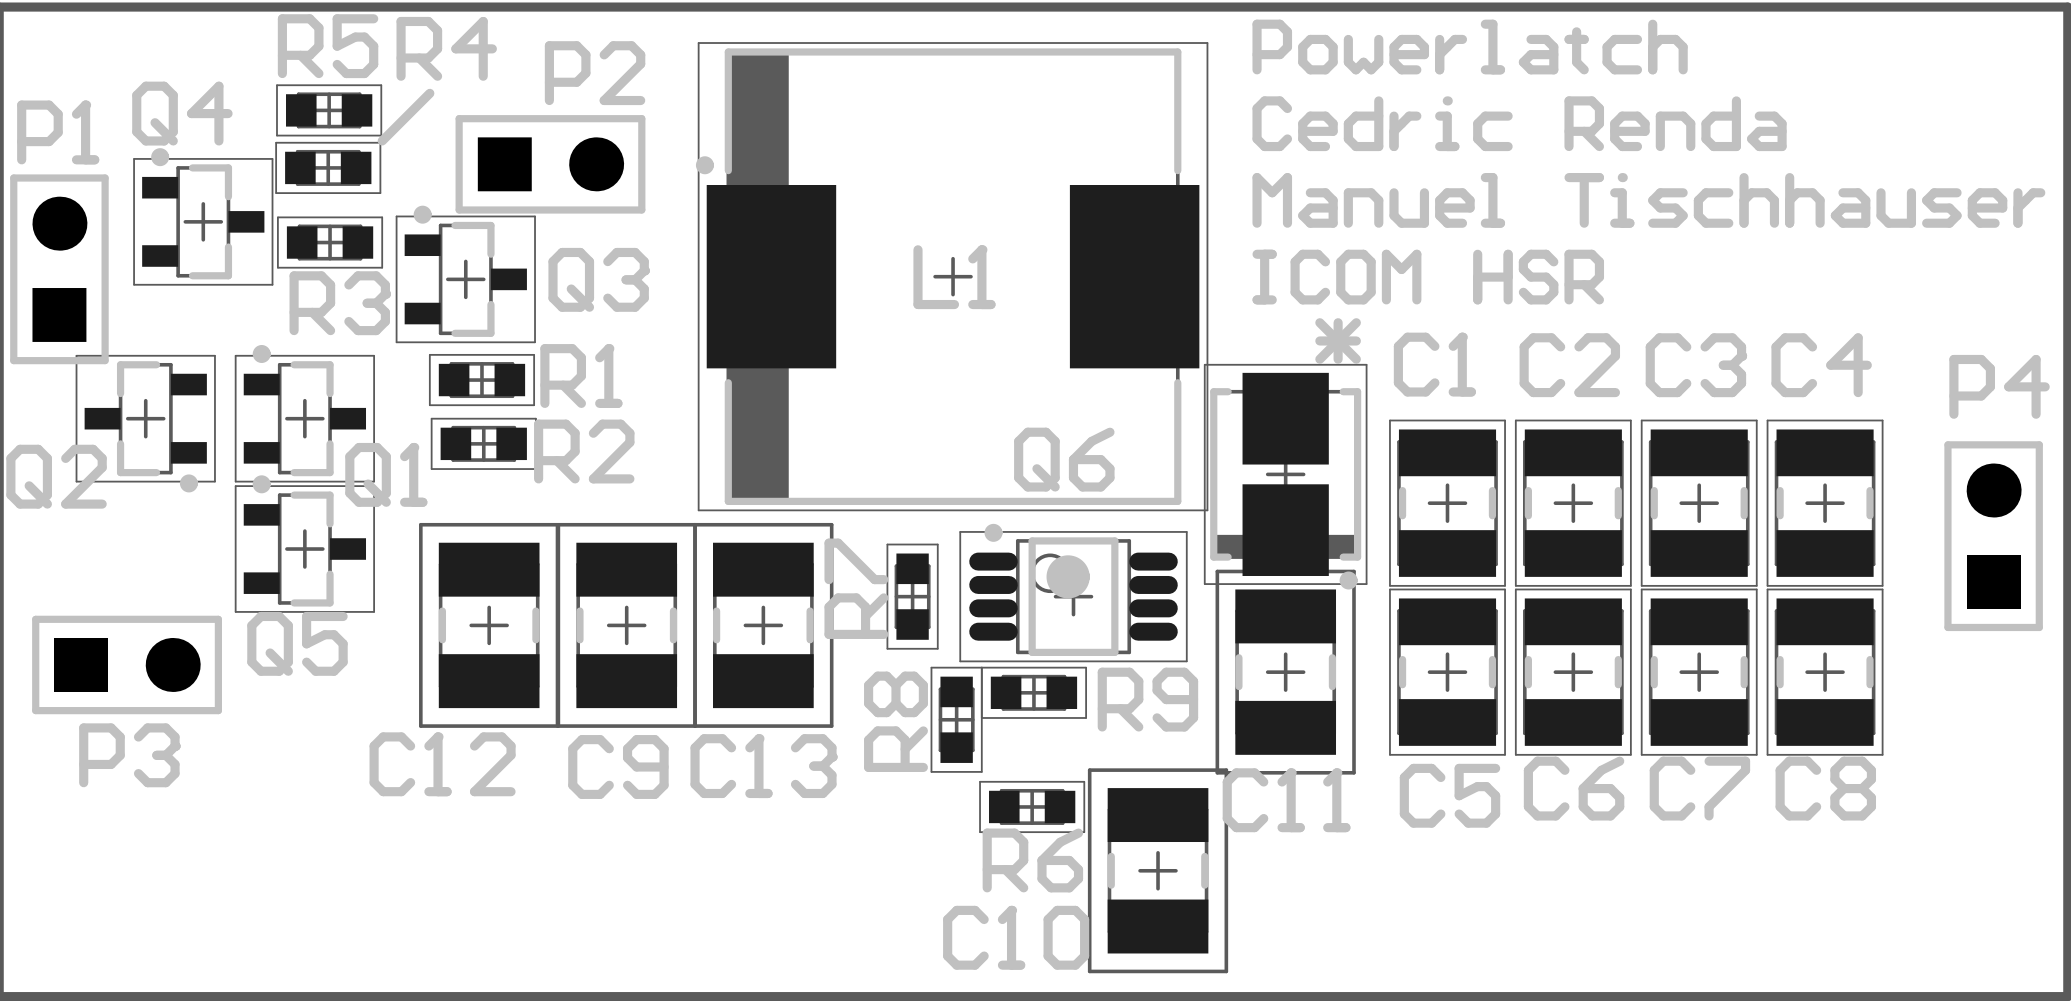 Powerlatch
Cedric Renda
Manuel Tischhauser
ICOM HSR
R5 R4
P2
Q4
P1
L1
Q3
R3
*
C1 C2 C3 C4
P4
R1
R2
Q6
Q2
Q1
R7
Q5
R9
R8
P3
C12 C9 C13
C11
C5 C6 C7 C8
R6
C10